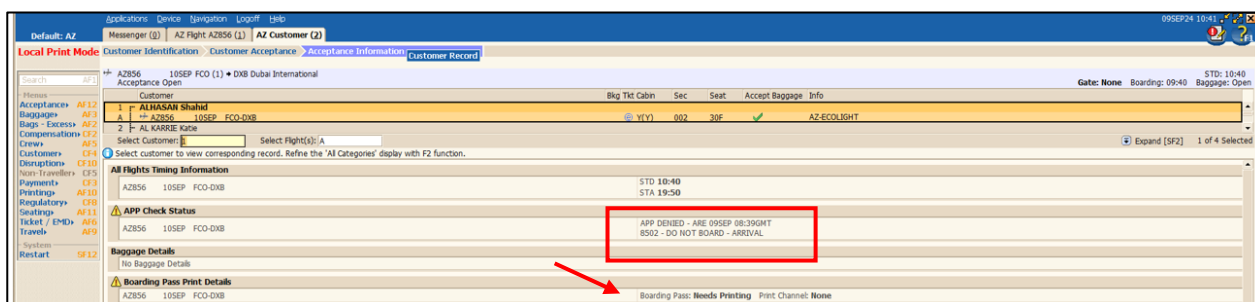 Applications Device Navigation Logoff Help
09SEP24 10:41
Default: AZ
Messenger (0) AZ Flight AZ856 (1) AZ Customer (2)
F1
Local Print Mode
Customer Identification Customer Acceptance Acceptance Information Customer Record
Search AF1
AZ856 10SEP FCO (1) DXB Dubai International STD: 10:40
Acceptance Open Gate: None Boarding: 09:40 Baggage: Open
Menus
Acceptance AF12
Baggage AF3
Bags - Excess AF2
Compensation CF2
Crew AF5
Customer CF4
Disruption CF10
Non-Traveller CF5
Payment CF3
Printing AF10
Regulatory CF8
Seating AF11
Ticket / EMD AF6
Travel AF9
System
Restart SF12
Customer Bkg Tkt Cabin Sec Seat Accept Baggage Info
1 ALHASAN Shahid
A AZ856 10SEP FCO-DXB Y(Y) 002 30F AZ-ECOLIGHT
2 AL KARRIE Katie
Select Customer: 1 Select Flight(s): A Expand [SF2] 1 of 4 Selected
Select customer to view corresponding record. Refine the 'All Categories' display with F2 function.
All Flights Timing Information
AZ856 10SEP FCO-DXB STD 10:40
STA 19:50
APP Check Status
AZ856 10SEP FCO-DXB APP DENIED - ARE 09SEP 08:39GMT
8502 - DO NOT BOARD - ARRIVAL
Baggage Details
No Baggage Details
Boarding Pass Print Details
AZ856 10SEP FCO-DXB Boarding Pass: Needs Printing Print Channel: None